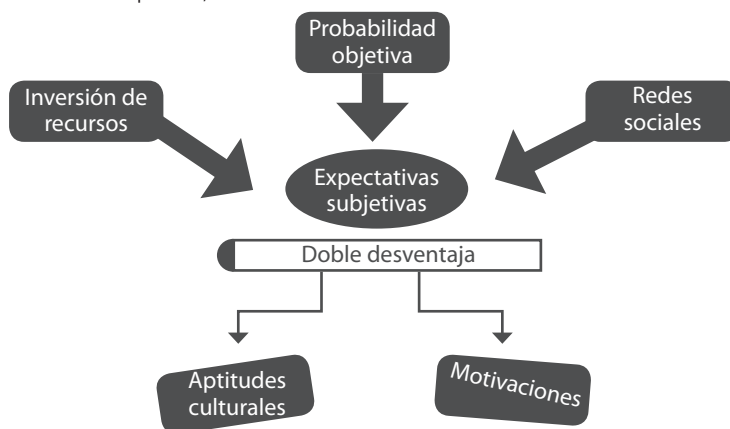 Probabilidad
objetiva
Inversión de
recursos
Redes
sociales
Expectativas
subjetivas
Doble desventaja
Aptitudes
culturales
Motivaciones